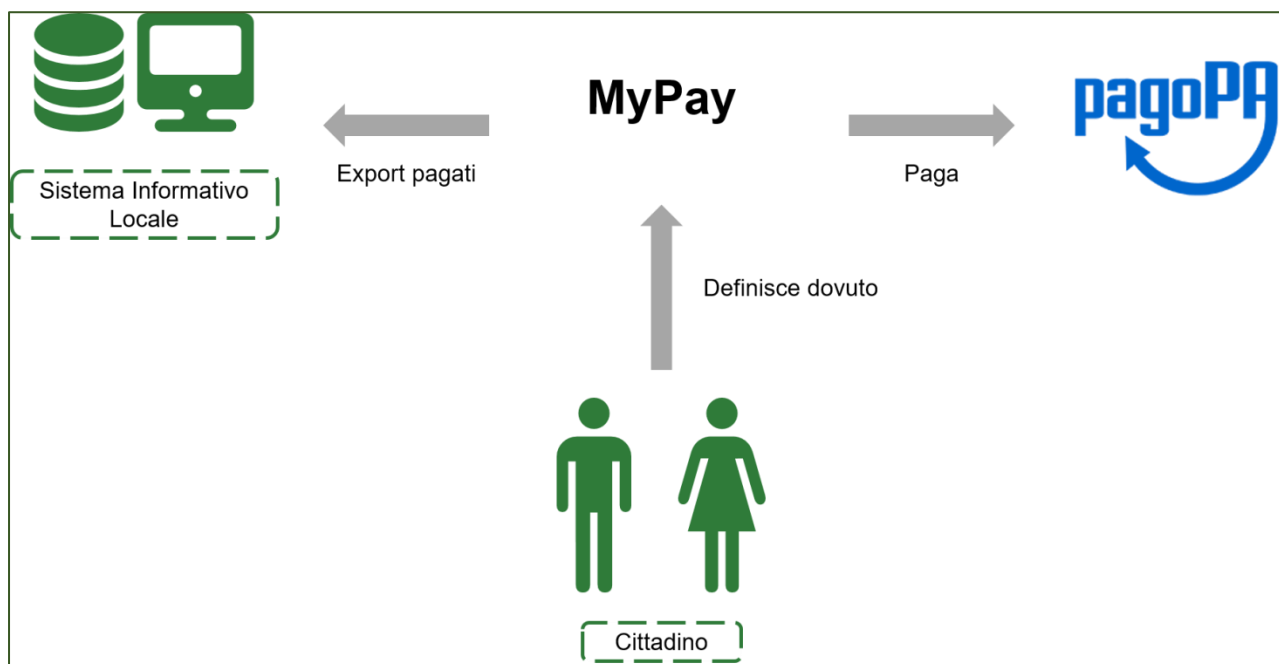 MyPay
pagoPA
Export pagati
Paga
Sistema Informativo
Locale
Definisce dovuto
Cittadino